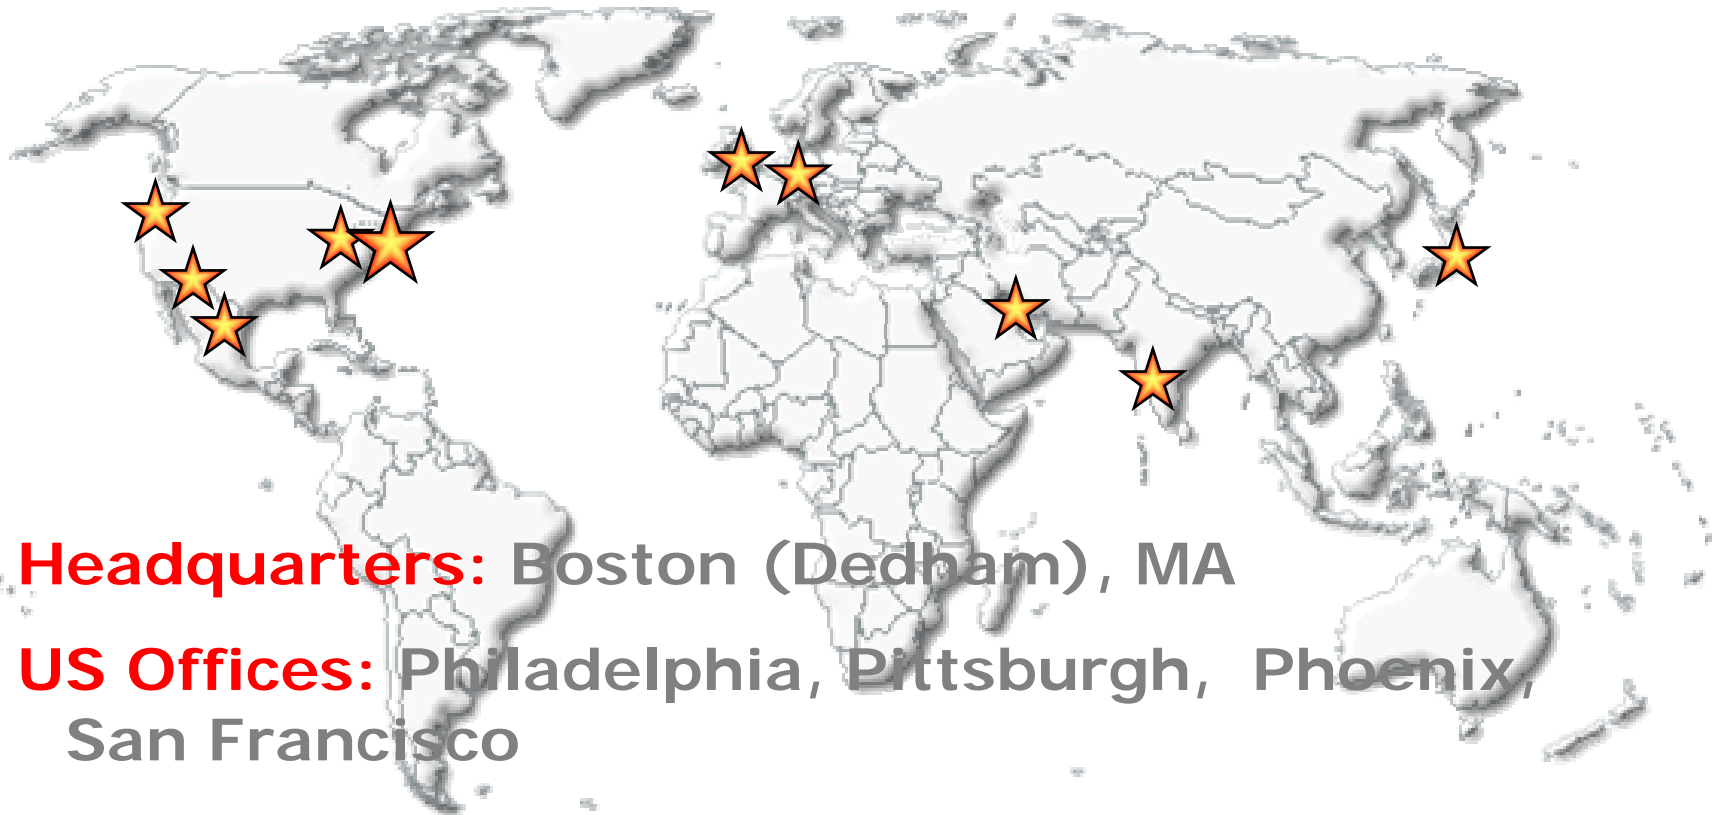 Headquarters: Boston (Dedham), MA
US Offices: Philadelphia, Pittsburgh, Phoenix,
San Francisco